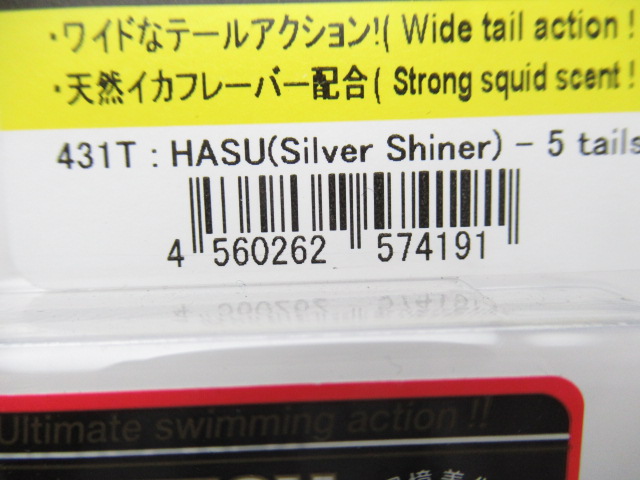 ・ワイドなテールアクション!( Wide tail action !
・天然イカフレーバー配合( Strong squid scent !
431T : HASU(Silver Shiner) - 5 tails
4 560262 574191
Ultimate swimming action !!